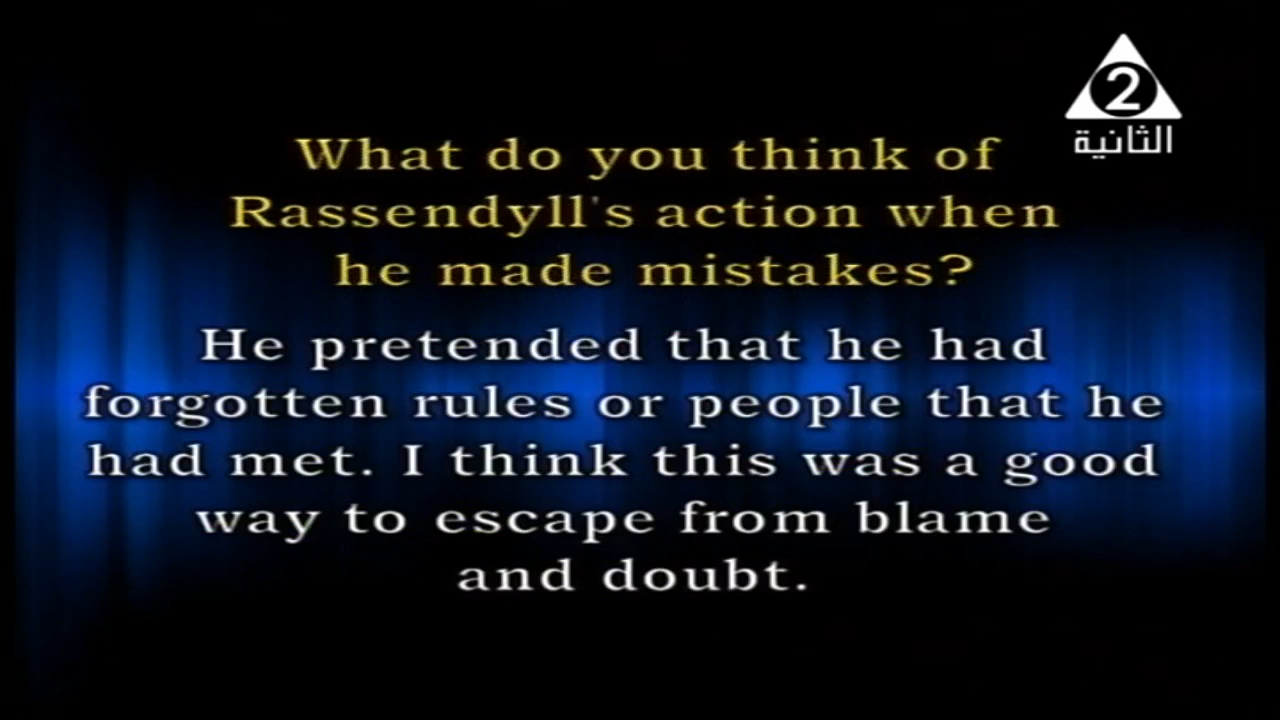 2
الثانية
What do you think of
Rassendyll's action when
he made mistakes?
He pretended that he had
forgotten rules or people that he
had met. I think this was a good
way to escape from blame
and doubt.